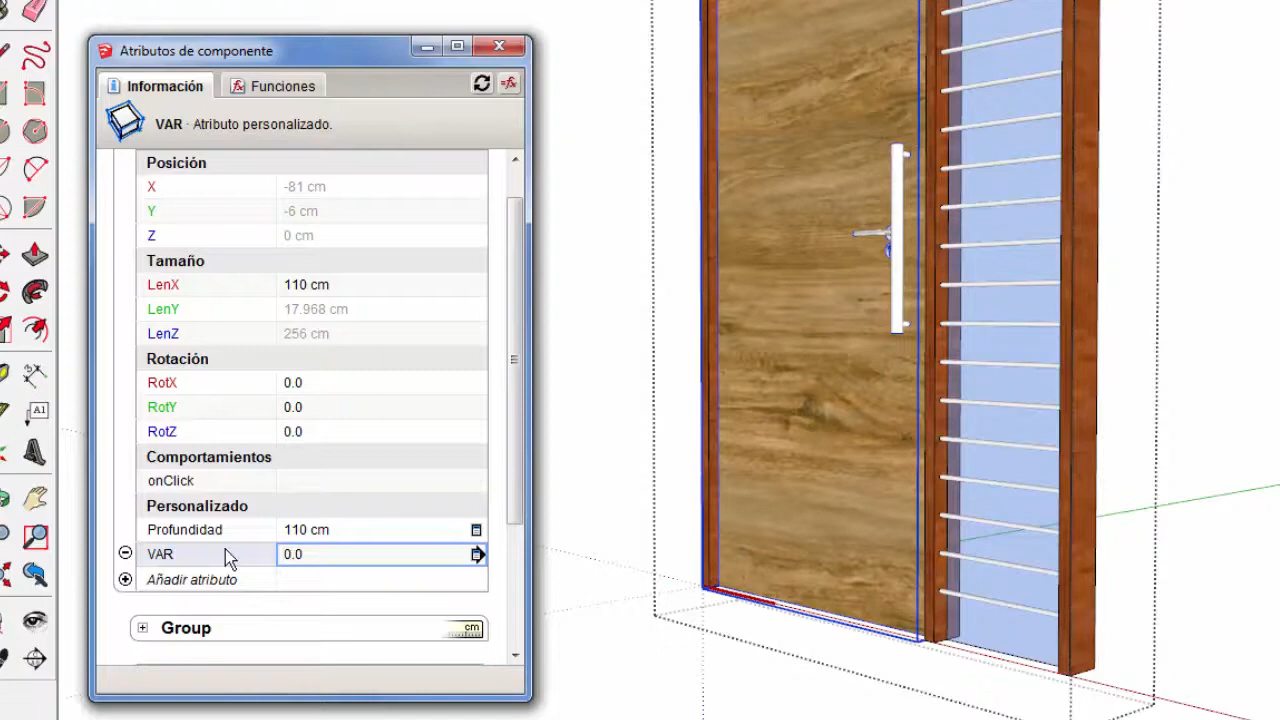 Atributos de componente
Información
Funciones
=fx
VAR - Atributo personalizado.
Posición
X -81 cm
Y -6 cm
Z 0 cm
Tamaño
LenX 110 cm
LenY 17.968 cm
LenZ 256 cm
Rotación
RotX 0.0
RotY 0.0
RotZ 0.0
Comportamientos
onClick
Personalizado
Profundidad 110 cm
VAR 0.0
Añadir atributo
Group cm
A1